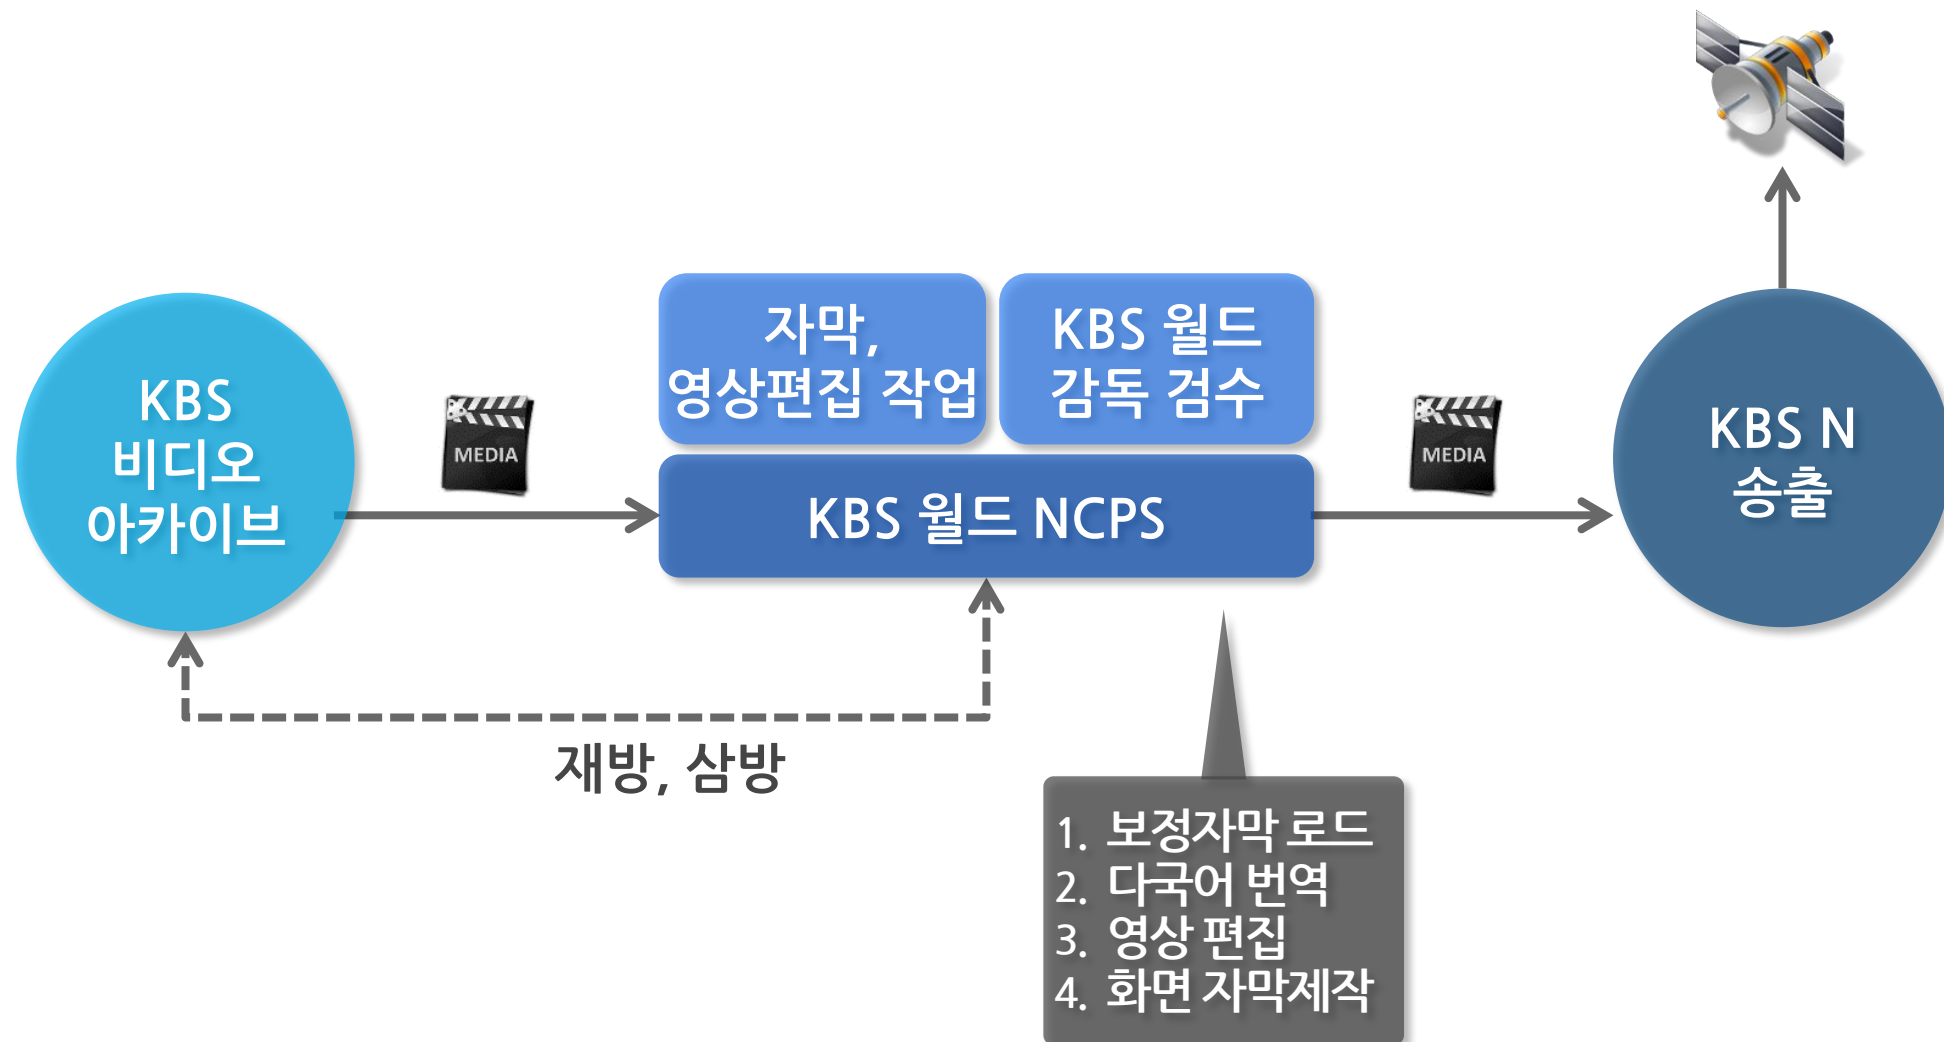 KBS
비디오
아카이브
MEDIA
자막,
영상편집 작업
KBS 월드
감독 검수
KBS 월드 NCPS
MEDIA
KBS N
송출
재방, 삼방
1. 보정자막 로드
2. 다국어 번역
3. 영상 편집
4. 화면 자막제작